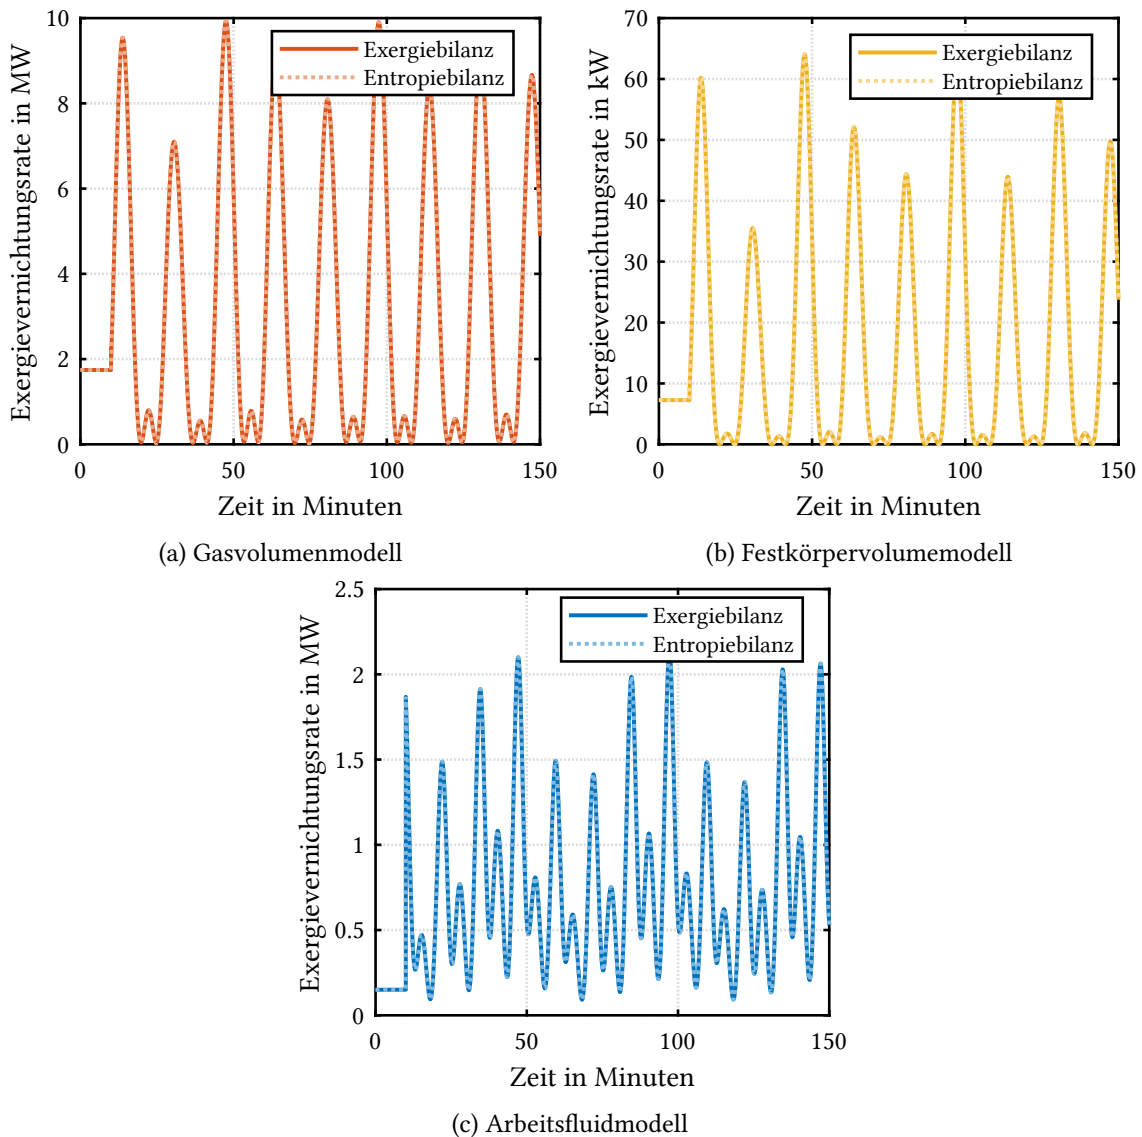 Exergievernichtungsrate in MW
10
8
6
4
2
0
Exergiebilanz
Entropiebilanz
0
50
100
150
Zeit in Minuten
(a) Gasvolumenmodell
Exergievernichtungsrate in kW
70
60
50
40
30
20
10
0
Exergiebilanz
Entropiebilanz
0
50
100
150
Zeit in Minuten
(b) Festkörpervolumemodell
Exergievernichtungsrate in MW
2.5
2
1.5
1
0.5
0
Exergiebilanz
Entropiebilanz
0
50
100
150
Zeit in Minuten
(c) Arbeitsfluidmodell